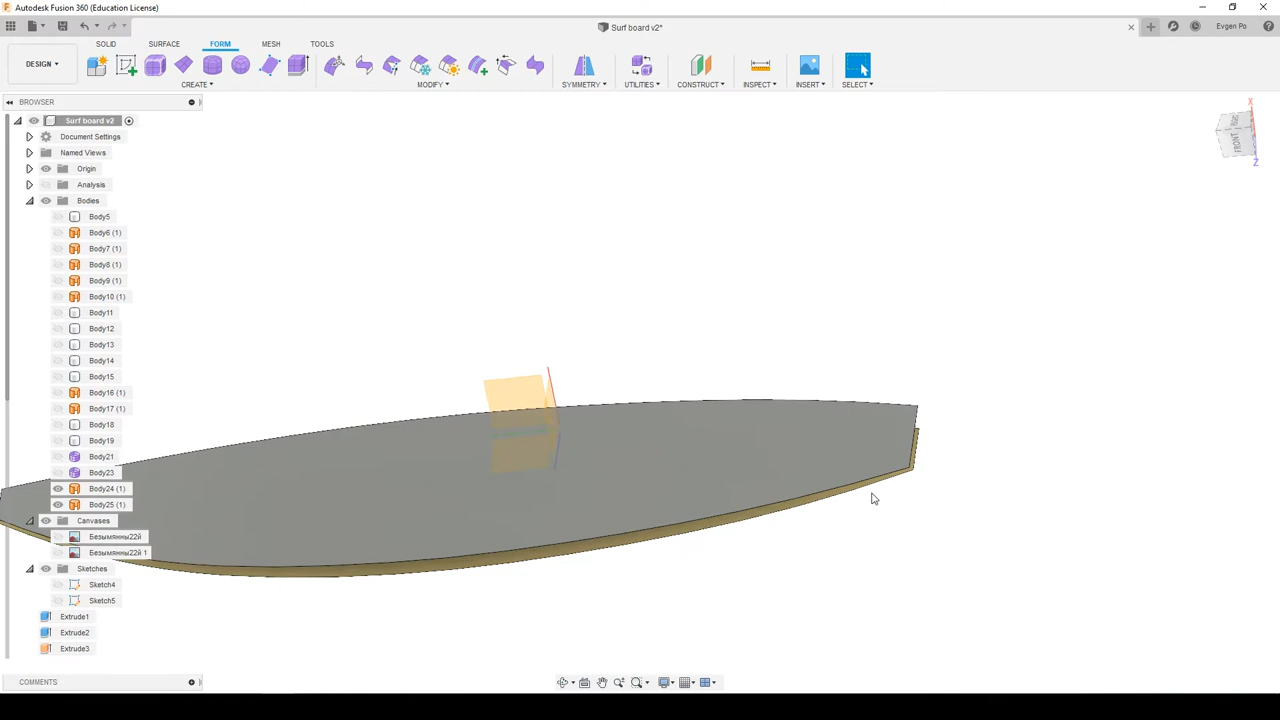 Autodesk Fusion 360 (Education License)
Surf board v2*
Evgen Po
DESIGN
SOLID
SURFACE
FORM
MESH
TOOLS
CREATE
MODIFY
SYMMETRY
UTILITIES
CONSTRUCT
INSPECT
INSERT
SELECT
BROWSER
Surf board v2
Document Settings
Named Views
Origin
Analysis
Bodies
Body5
Body6 (1)
Body7 (1)
Body8 (1)
Body9 (1)
Body10 (1)
Body11
Body12
Body13
Body14
Body15
Body16 (1)
Body17 (1)
Body18
Body19
Body21
Body23
Body24 (1)
Body25 (1)
Canvases
Безымянны22й
Безымянны22й 1
Sketches
Sketch4
Sketch5
Extrude1
Extrude2
Extrude3
COMMENTS
X
FRONT
Z